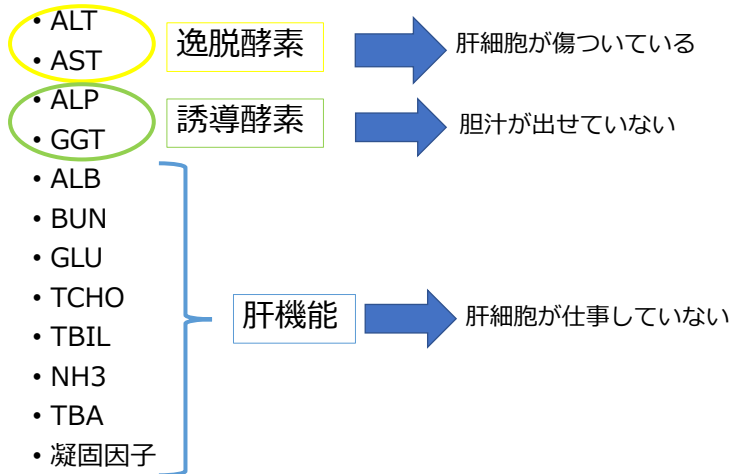 • ALT
• AST
逸脱酵素
肝細胞が傷ついている
• ALP
• GGT
誘導酵素
胆汁が出せていない
• ALB
• BUN
• GLU
• TCHO
• TBIL
• NH3
• TBA
• 凝固因子
肝機能
肝細胞が仕事していない